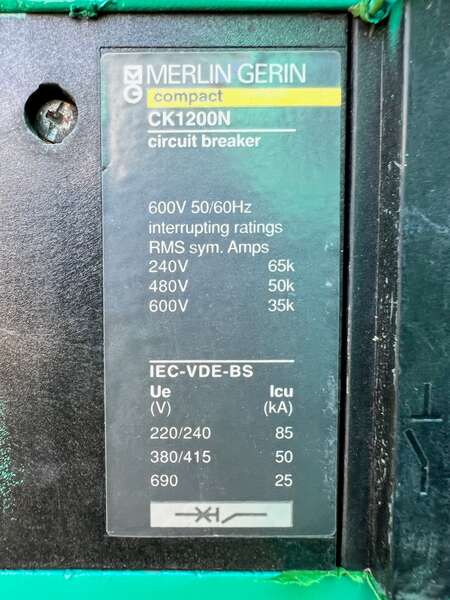 MG MERLIN GERIN
compact
CK1200N
circuit breaker
600V 50/60Hz
interrupting ratings
RMS sym. Amps
240V 65k
480V 50k
600V 35k
IEC-VDE-BS
Ue Icu
(V) (kA)
220/240 85
380/415 50
690 25